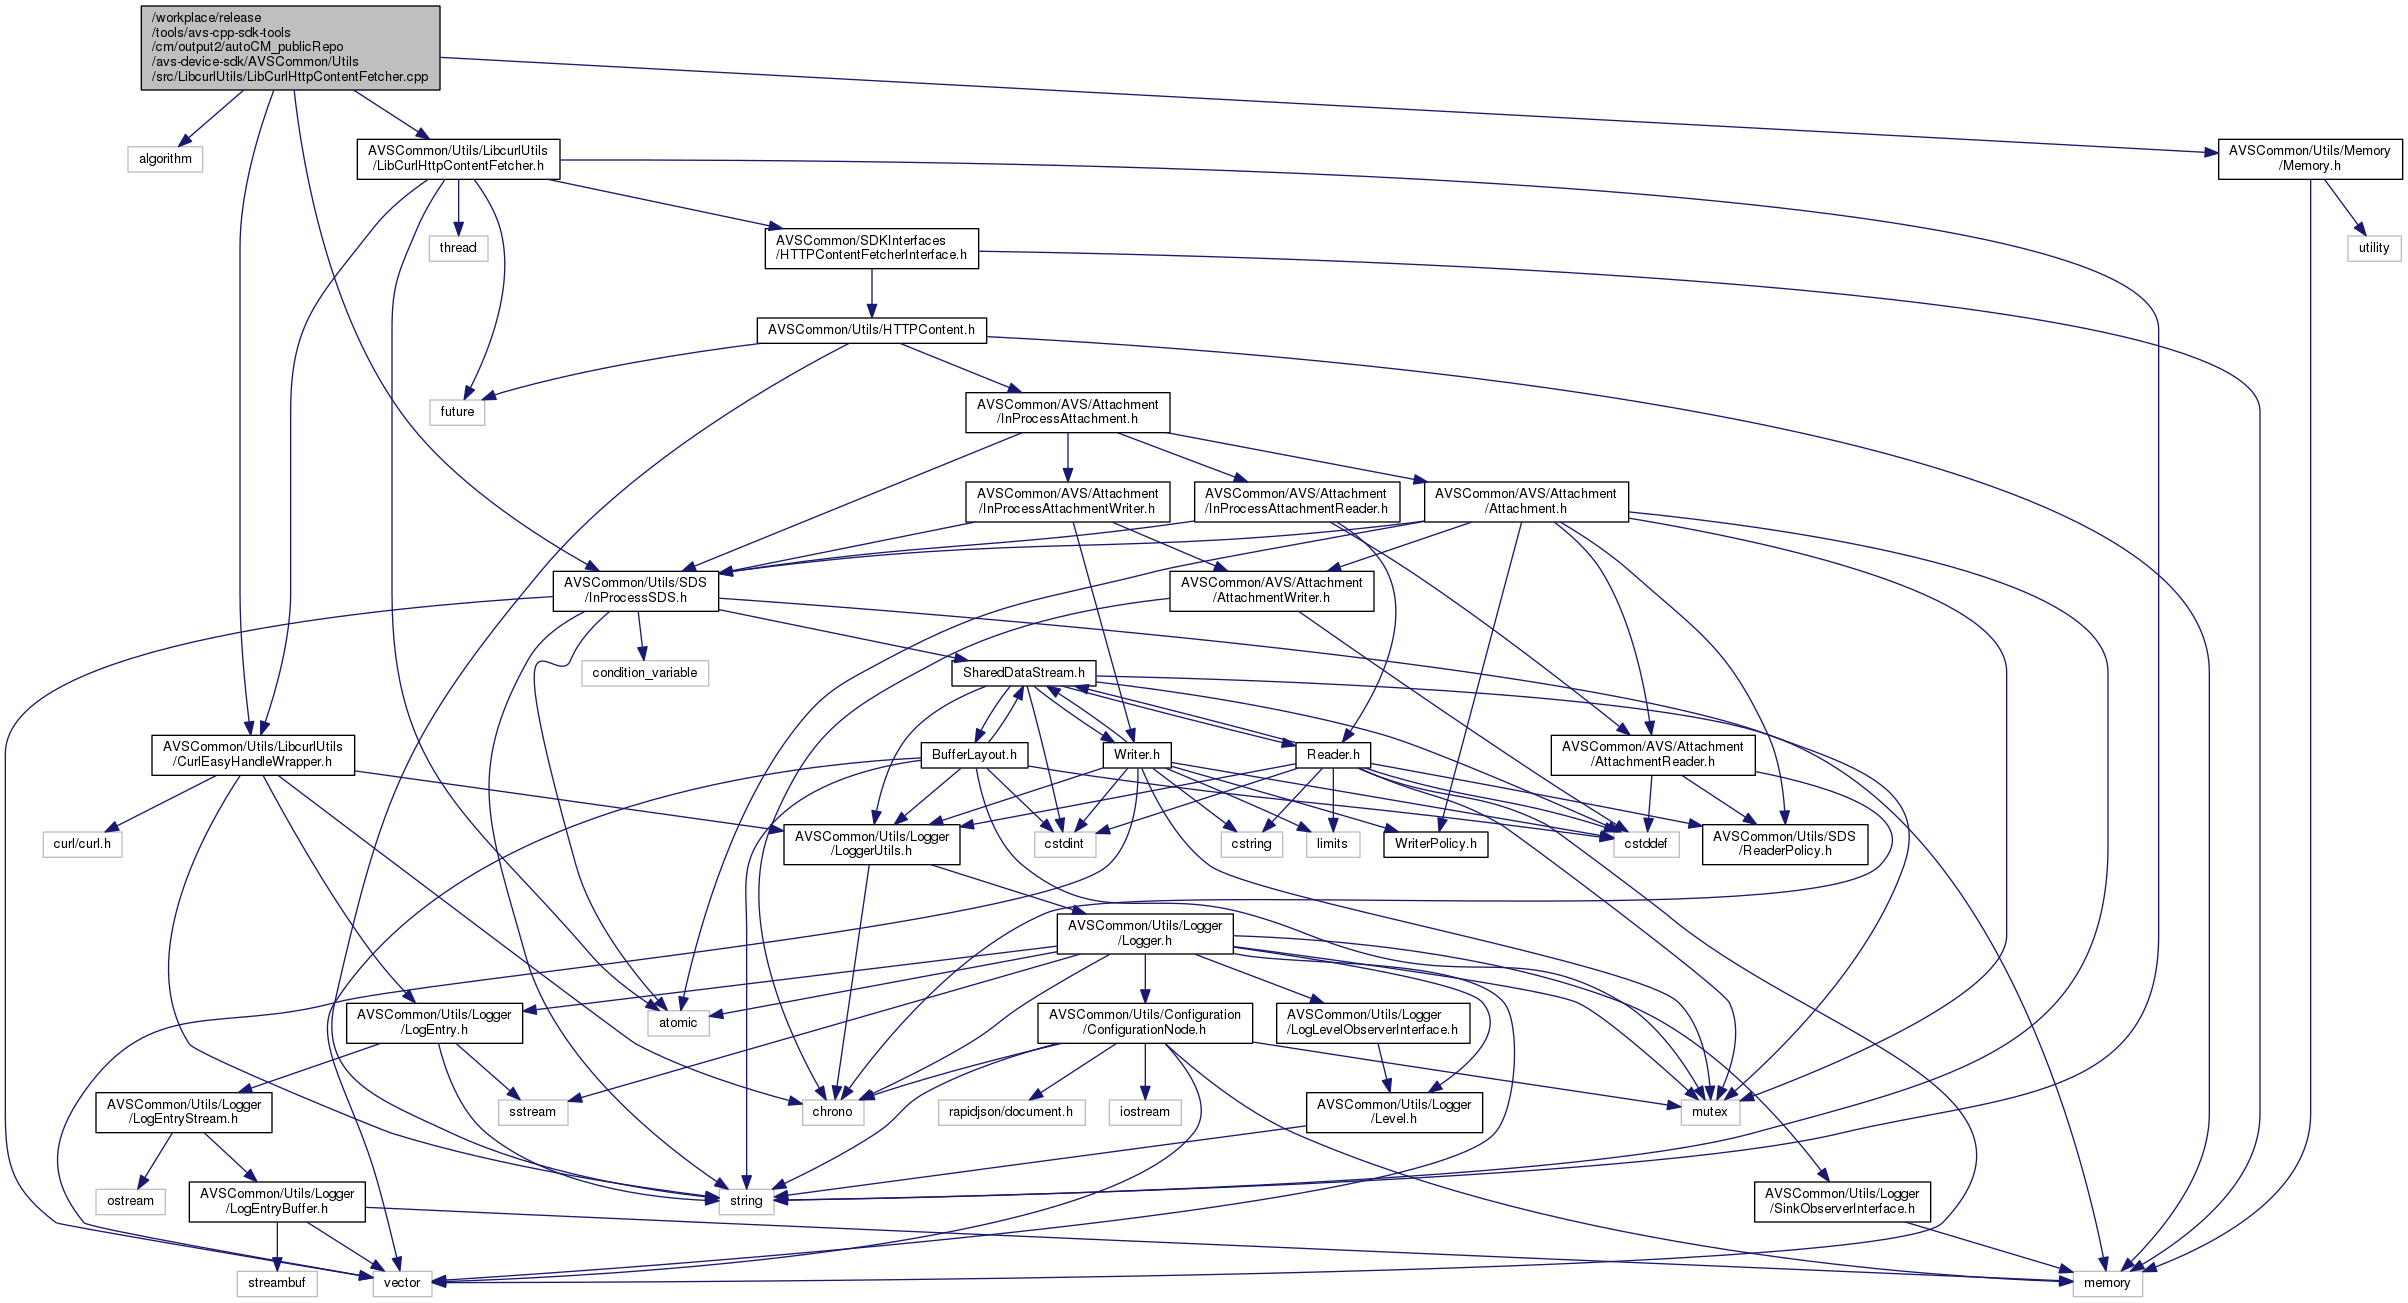 /workplace/release
/tools/avs-cpp-sdk-tools
/cm/output2/autoCM_publicRepo
/avs-device-sdk/AVSCommon/Utils
/src/LibcurlUtils/LibCurlHttpContentFetcher.cpp
algorithm
AVSCommon/Utils/LibcurlUtils
/LibCurlHttpContentFetcher.h
AVSCommon/Utils/Memory
/Memory.h
thread
AVSCommon/SDKInterfaces
/HTTPContentFetcherInterface.h
utility
AVSCommon/Utils/HTTPContent.h
future
AVSCommon/AVS/Attachment
/InProcessAttachment.h
AVSCommon/AVS/Attachment
/InProcessAttachmentWriter.h
AVSCommon/AVS/Attachment
/InProcessAttachmentReader.h
AVSCommon/AVS/Attachment
/Attachment.h
AVSCommon/Utils/SDS
/InProcessSDS.h
AVSCommon/AVS/Attachment
/AttachmentWriter.h
condition_variable
SharedDataStream.h
AVSCommon/Utils/LibcurlUtils
/CurlEasyHandleWrapper.h
BufferLayout.h
Writer.h
Reader.h
AVSCommon/AVS/Attachment
/AttachmentReader.h
curl/curl.h
AVSCommon/Utils/Logger
/LoggerUtils.h
cstdint
cstring
limits
WriterPolicy.h
cstddef
AVSCommon/Utils/SDS
/ReaderPolicy.h
AVSCommon/Utils/Logger
/Logger.h
AVSCommon/Utils/Logger
/LogEntry.h
atomic
AVSCommon/Utils/Configuration
/ConfigurationNode.h
AVSCommon/Utils/Logger
/LogLevelObserverInterface.h
AVSCommon/Utils/Logger
/LogEntryStream.h
sstream
chrono
rapidjson/document.h
iostream
AVSCommon/Utils/Logger
/Level.h
mutex
ostream
AVSCommon/Utils/Logger
/LogEntryBuffer.h
string
AVSCommon/Utils/Logger
/SinkObserverInterface.h
streambuf
vector
memory